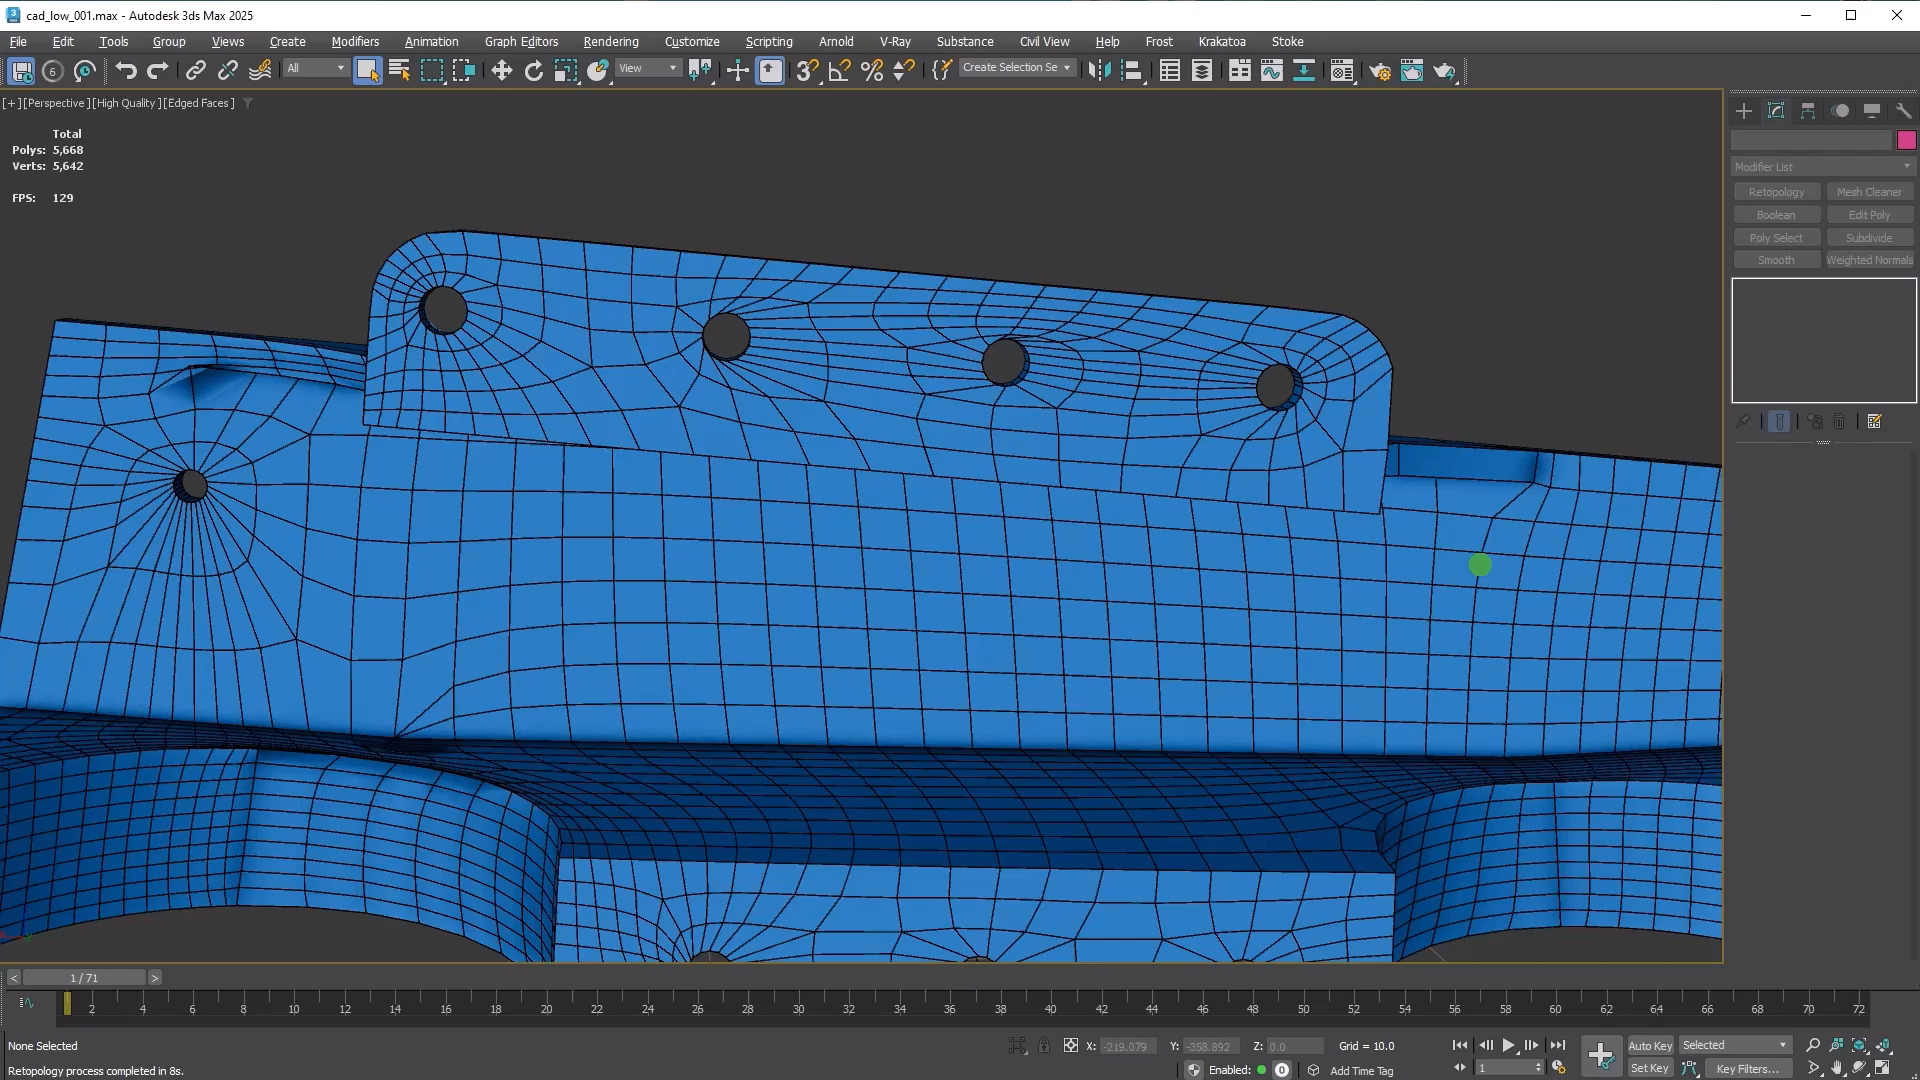 cad_low_001.max - Autodesk 3ds Max 2025
File Edit Tools Group Views Create Modifiers Animation Graph Editors Rendering Customize Scripting Arnold V-Ray Substance Civil View Help Frost Krakatoa Stoke
6 All View Create Selection Se
[+][Perspective][High Quality][Edged Faces]
Total
Polys: 5,668
Verts: 5,642
FPS: 129
Modifier List
Retopology Mesh Cleaner
Boolean Edit Poly
Poly Select Subdivide
Smooth Weighted Normals
< 1 / 71 >
2 4 6 8 10 12 14 16 18 20 22 24 26 28 30 32 34 36 38 40 42 44 46 48 50 52 54 56 58 60 62 64 66 68 70 72
None Selected X: -219.079 Y: -358.892 Z: 0.0 Grid = 10.0 Auto Key Selected
Retopology process completed in 8s. Enabled: 0 Add Time Tag 1 Set Key Key Filters...